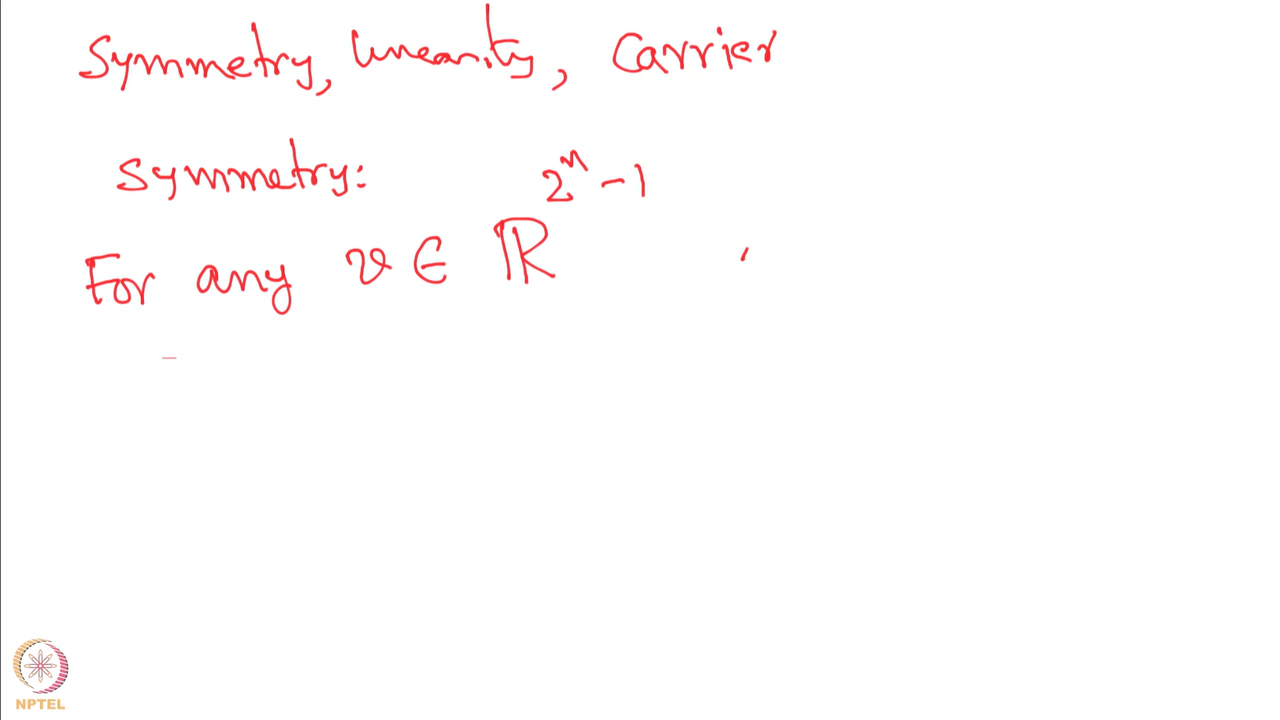 Symmetry, Linearity, Carrier
Symmetry:
For any v ∈ ℝ^{2^n - 1} ,
NPTEL